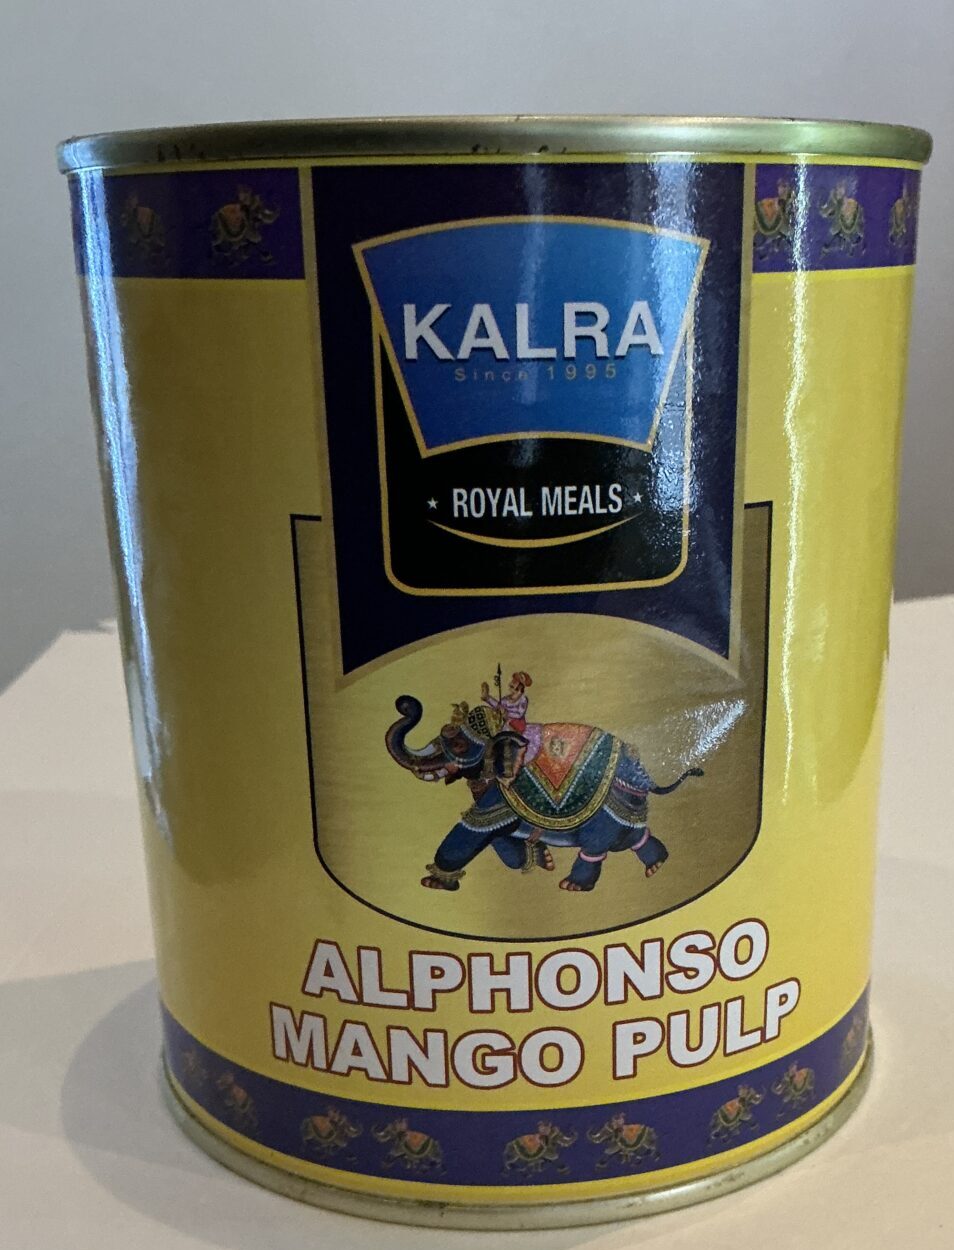 KALRA
Since 1995
ROYAL MEALS
ALPHONSO
MANGO PULP